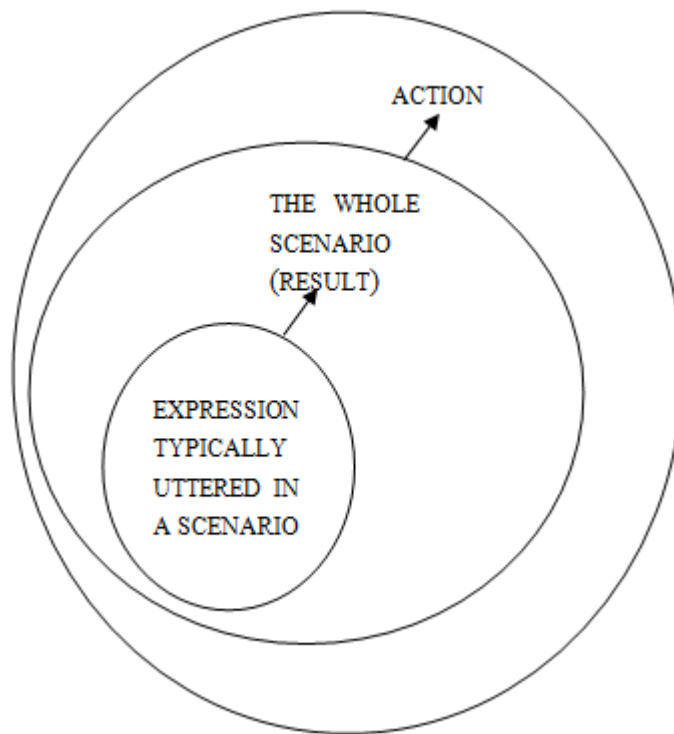 ACTION
THE WHOLE
SCENARIO
(RESULT)
EXPRESSION
TYPICALLY
UTTERED IN
A SCENARIO